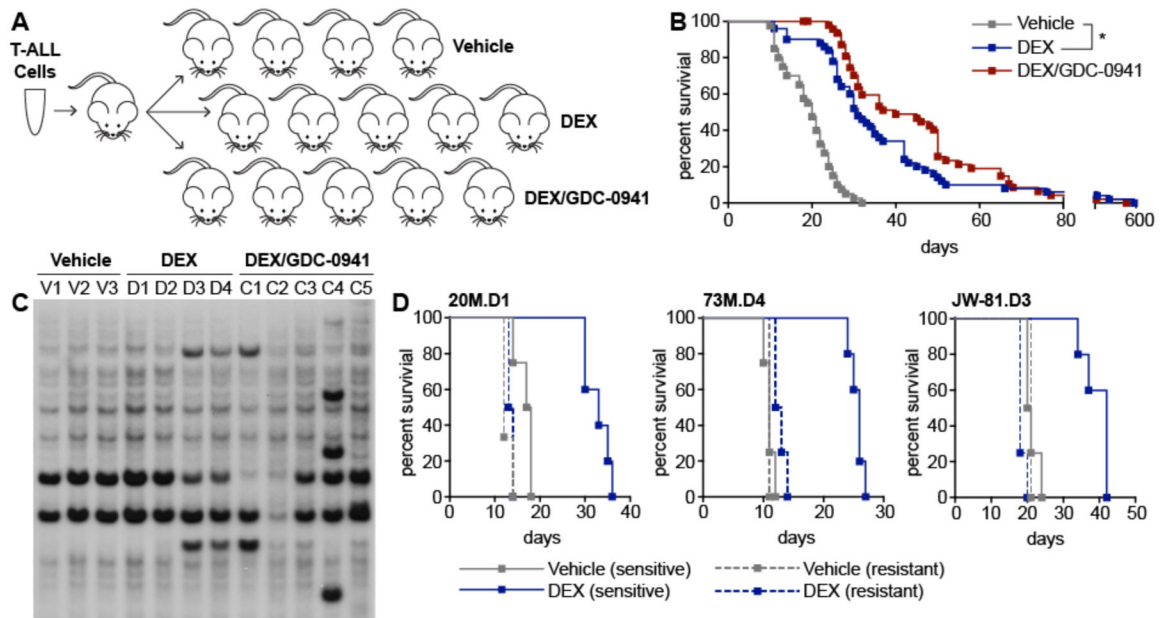 A
T-ALL
Cells
Vehicle
DEX
DEX/GDC-0941
B
percent survivial
100
80
60
40
20
0
0 20 40 60 80 600
days
Vehicle
DEX
DEX/GDC-0941
*
C
Vehicle DEX DEX/GDC-0941
V1 V2 V3 D1 D2 D3 D4 C1 C2 C3 C4 C5
D
20M.D1
percent survivial
100
80
60
40
20
0
0 10 20 30 40
days
73M.D4
percent survivial
100
80
60
40
20
0
0 10 20 30
days
JW-81.D3
percent survivial
100
80
60
40
20
0
0 10 20 30 40 50
days
Vehicle (sensitive)
DEX (sensitive)
Vehicle (resistant)
DEX (resistant)